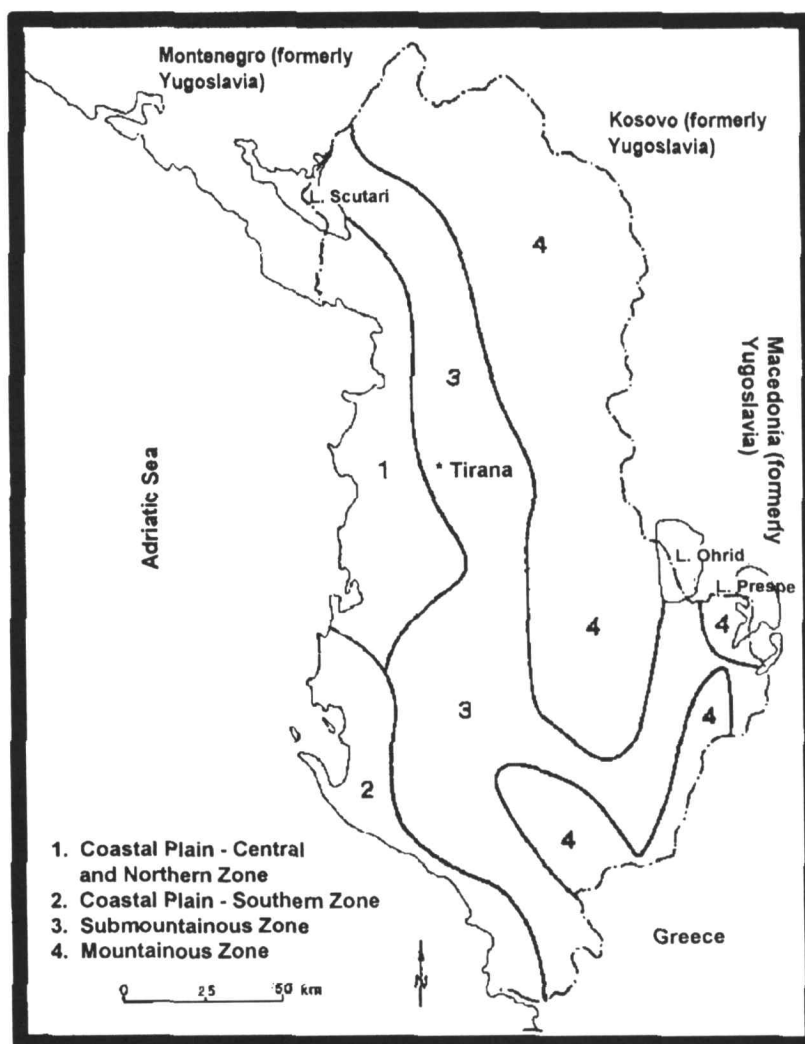 Montenegro (formerly
Yugoslavia)
Kosovo (formerly
Yugoslavia)
L. Scutari
4
Macedonia (formerly
Yugoslavia)
3
1
* Tirana
Adriatic Sea
L. Ohrid
L. Prespe
4
4
3
4
2
4
1. Coastal Plain - Central
and Northern Zone
2. Coastal Plain - Southern Zone
3. Submountainous Zone
4. Mountainous Zone
Greece
N
0 25 50 km